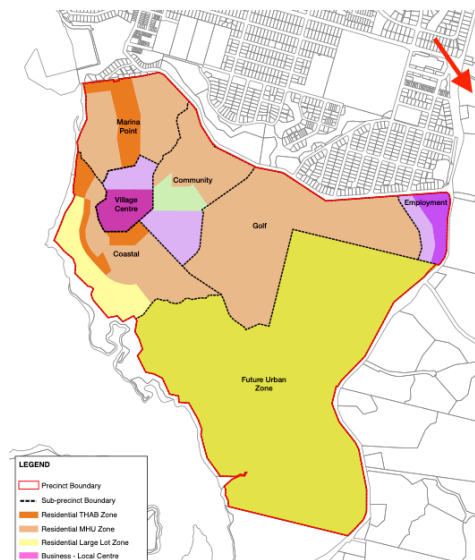 Marina
Point
Community
Village
Centre
Employment
Golf
Coastal
Future Urban
Zone
LEGEND
Precinct Boundary
Sub-precinct Boundary
Residential THAB Zone
Residential MHU Zone
Residential Large Lot Zone
Business - Local Centre